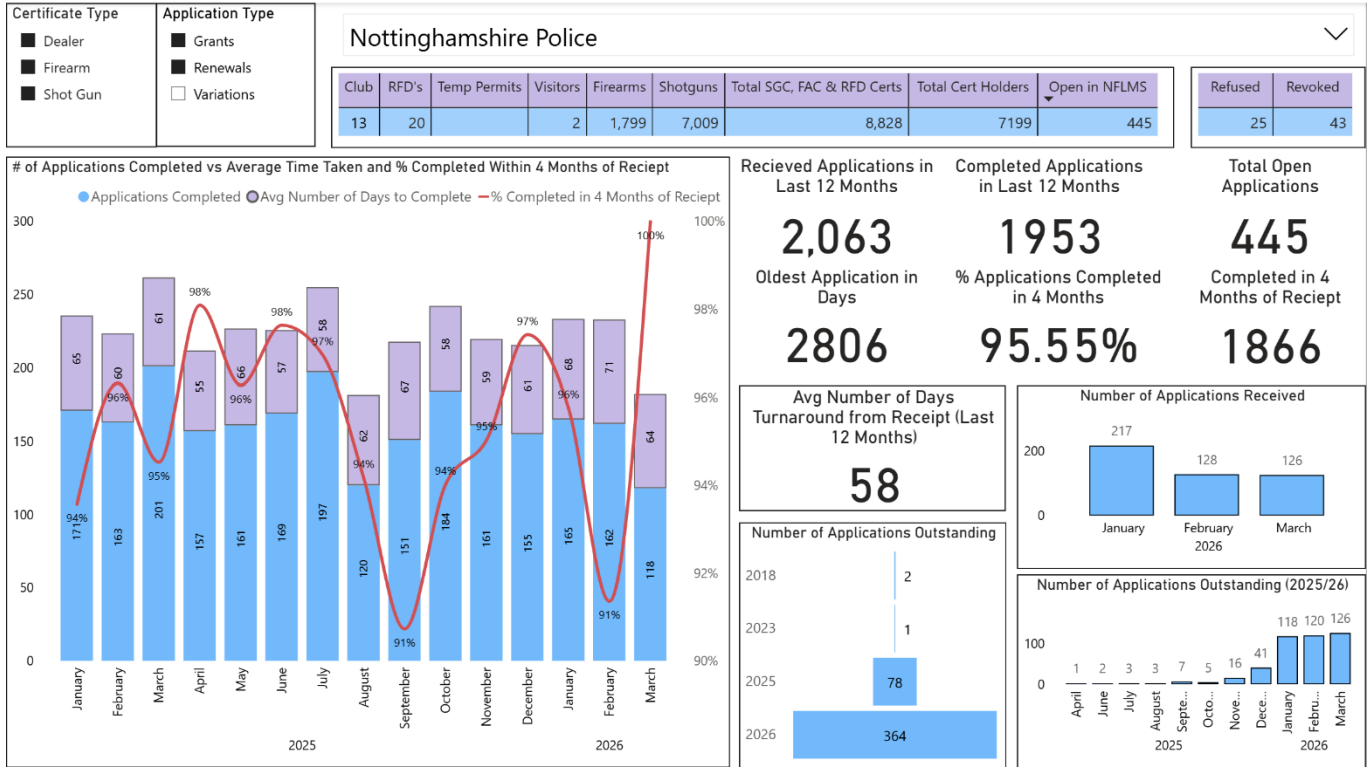 Certificate Type
Dealer
Firearm
Shot Gun
Application Type
Grants
Renewals
Variations
Nottinghamshire Police
Club RFD's Temp Permits Visitors Firearms Shotguns Total SGC, FAC & RFD Certs Total Cert Holders Open in NFLMS
13 20 2 1,799 7,009 8,828 7199 445
Refused Revoked
25 43
# of Applications Completed vs Average Time Taken and % Completed Within 4 Months of Reciept
Applications Completed Avg Number of Days to Complete % Completed in 4 Months of Reciept
300
250
200
150
100
50
0
100%
98%
96%
94%
92%
90%
65 60 61 55 66 57 58 62 67 58 59 61 68 71 64
94% 96% 95% 98% 96% 98% 97% 94% 91% 94% 95% 97% 96% 91% 100%
171 163 201 157 161 169 197 120 151 184 161 155 165 162 118
January February March April May June July August September October November December January February March
2025 2026
Recieved Applications in
Last 12 Months
2,063
Completed Applications
in Last 12 Months
1953
Total Open
Applications
445
Oldest Application in
Days
2806
% Applications Completed
in 4 Months
95.55%
Completed in 4
Months of Reciept
1866
Avg Number of Days
Turnaround from Receipt (Last
12 Months)
58
Number of Applications Received
200
0
217 128 126
January February March
2026
Number of Applications Outstanding
2018 2
2023 1
2025 78
2026 364
Number of Applications Outstanding (2025/26)
100
0
1 2 3 3 7 5 16 41 118 120 126
April June July August Septe... Octo... Nove... Dece... January Febru... March
2025 2026